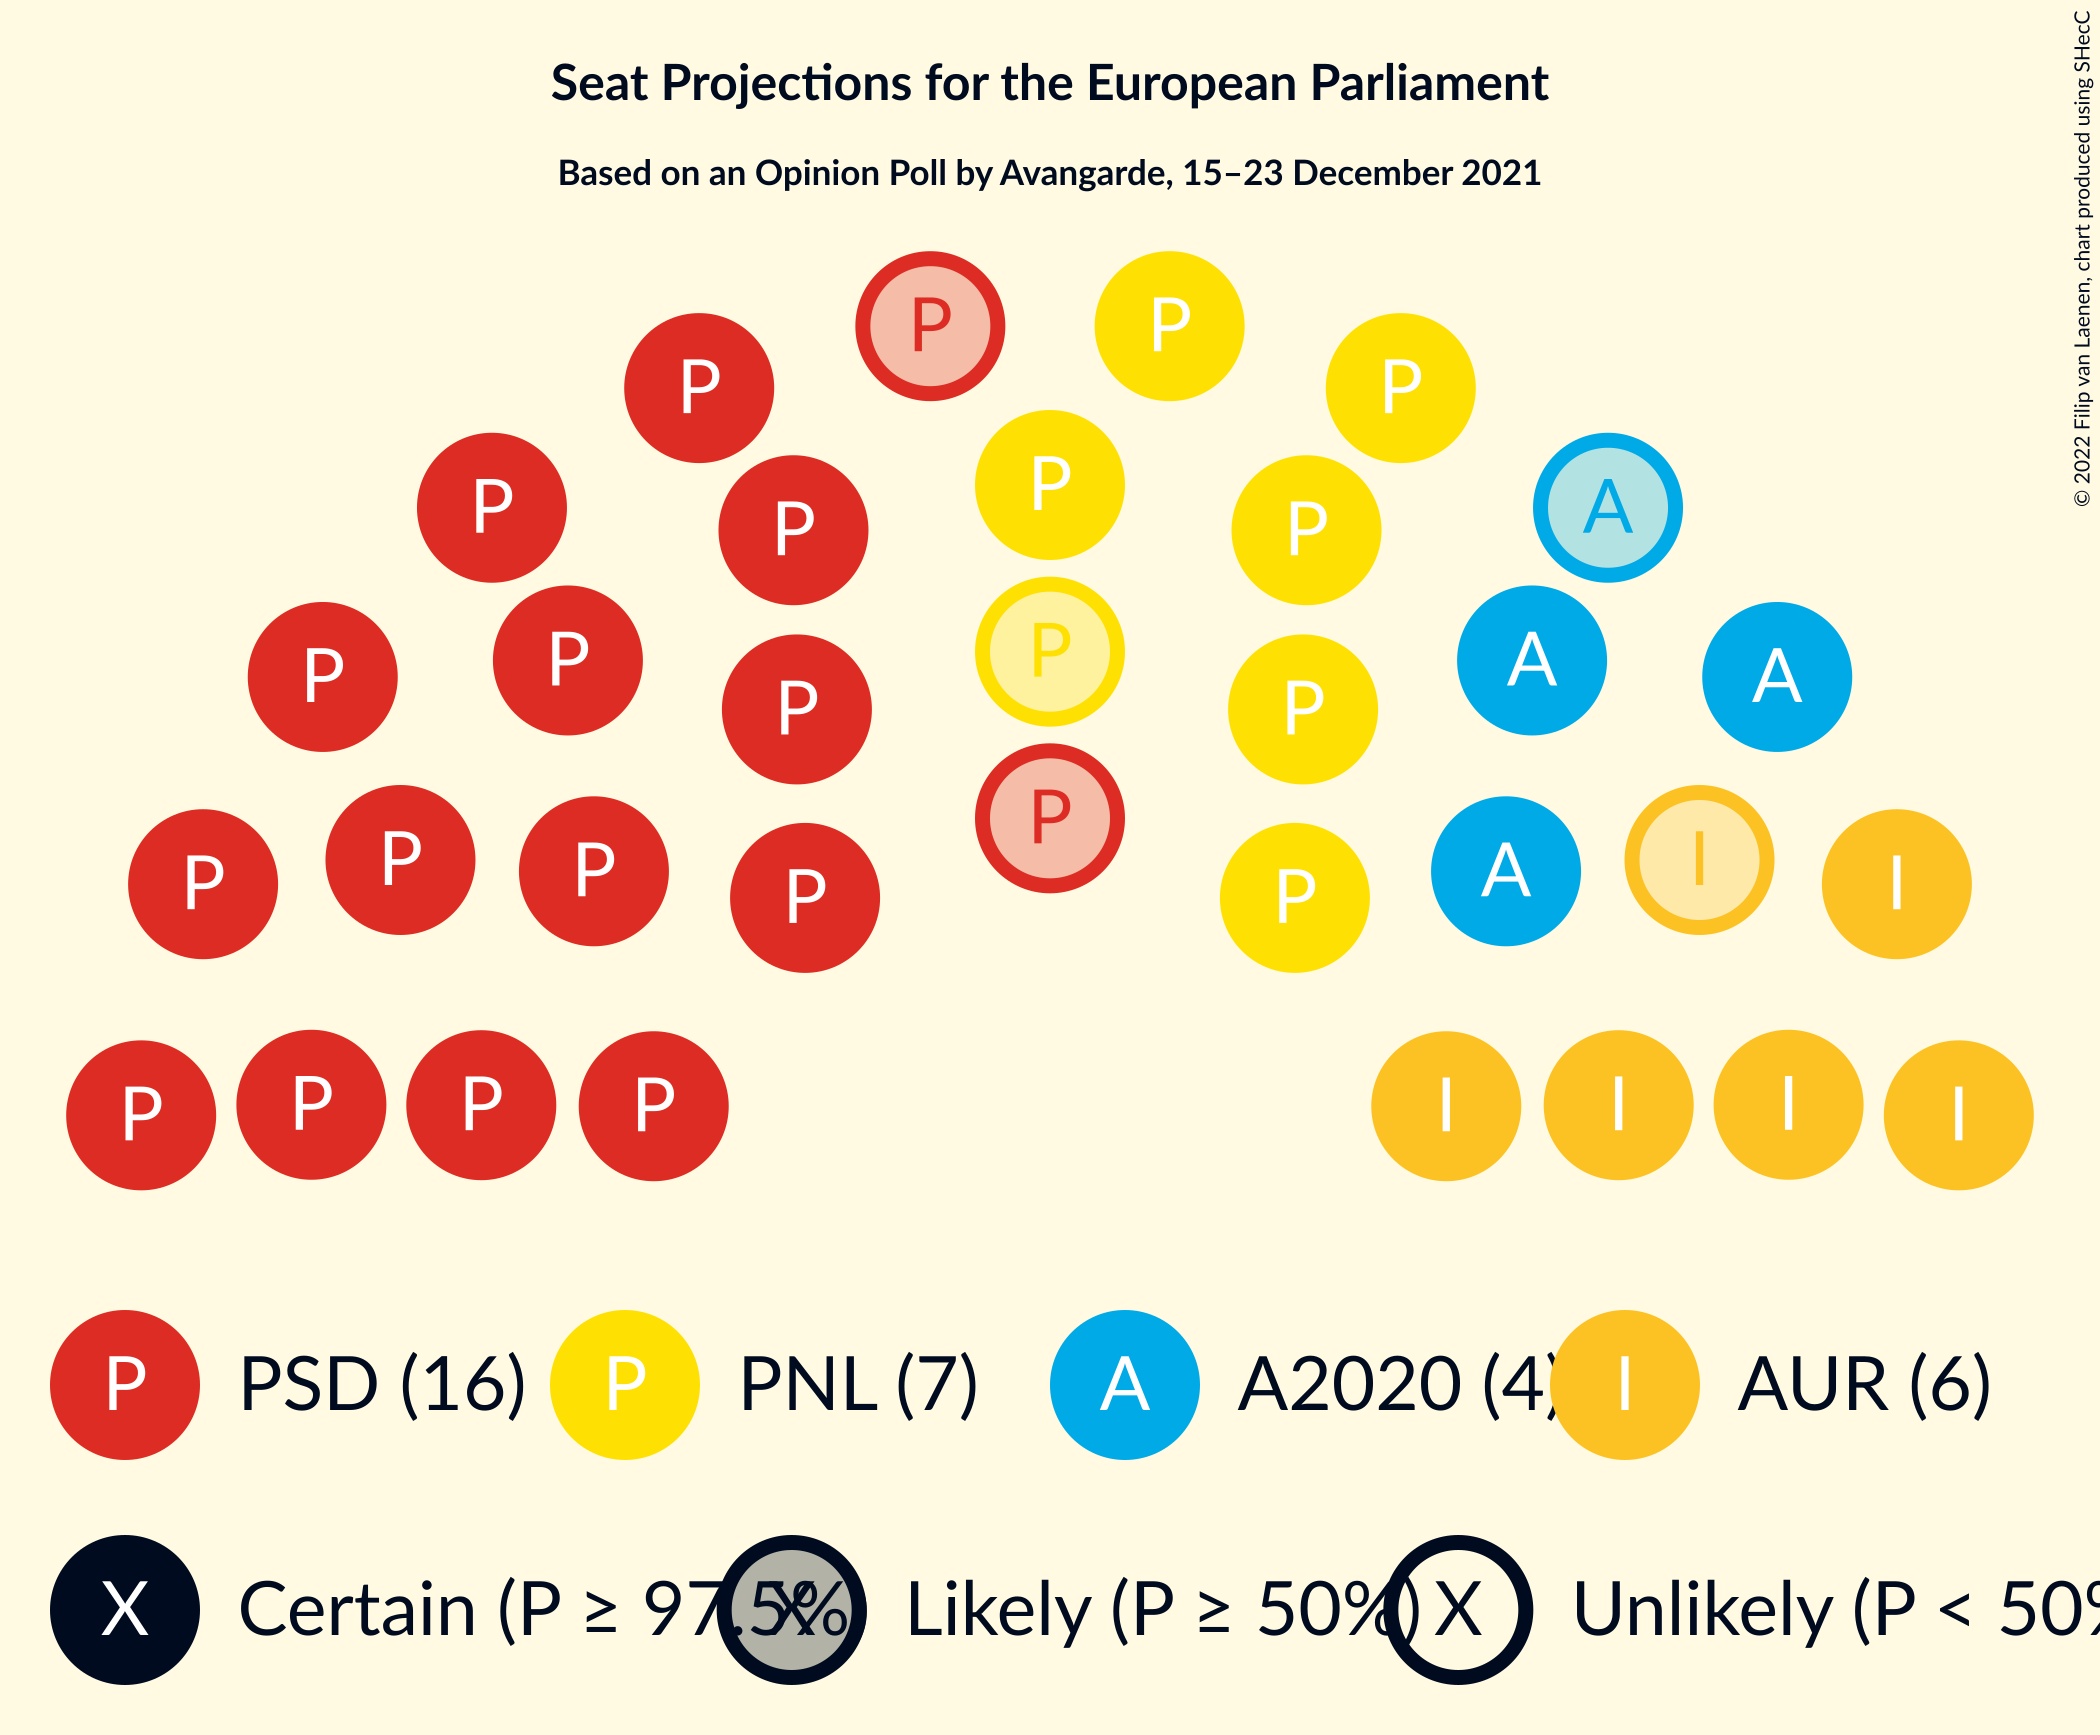 Seat Projections for the European Parliament
Based on an Opinion Poll by Avangarde, 15–23 December 2021
© 2022 Filip van Laenen, chart produced using SHecC
P P P P
P P P A
P P P
P P P A A
P P P
P P P P P A I I
P P P P I I I I
P PSD (16) P PNL (7) A A2020 (4) I AUR (6)
X Certain (P ≥ 97.5% X Likely (P ≥ 50%) X Unlikely (P < 50%